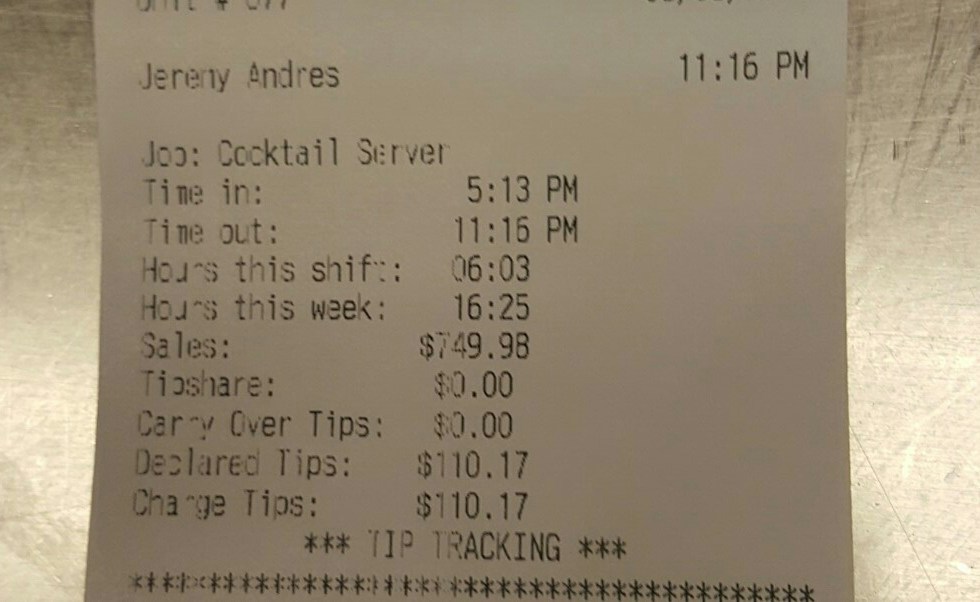 Jeremy Andres 11:16 PM
Job: Cocktail Server
Time in: 5:13 PM
Time out: 11:16 PM
Hours this shift: 06:03
Hours this week: 16:25
Sales: $749.98
Tipshare: $0.00
Carry Over Tips: $0.00
Declared Tips: $110.17
Charge Tips: $110.17
*** TIP TRACKING ***
********************************************